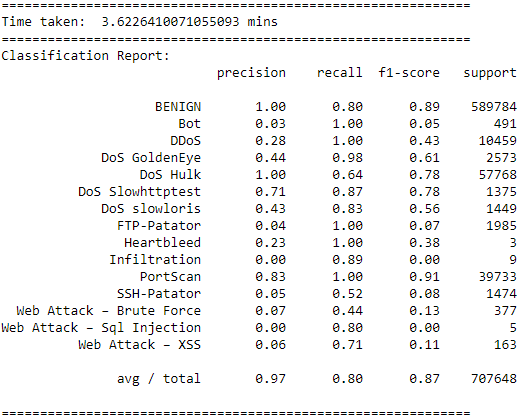 ======================================================================
Time taken:  3.6226410071055093 mins
======================================================================
Classification Report:
                            precision    recall  f1-score   support

                    BENIGN       1.00      0.80      0.89    589784
                       Bot       0.03      1.00      0.05       491
                      DDoS       0.28      1.00      0.43     10459
             DoS GoldenEye       0.44      0.98      0.61      2573
                  DoS Hulk       1.00      0.64      0.78     57768
          DoS Slowhttptest       0.71      0.87      0.78      1375
             DoS slowloris       0.43      0.83      0.56      1449
               FTP-Patator       0.04      1.00      0.07      1985
                Heartbleed       0.23      1.00      0.38         3
              Infiltration       0.00      0.89      0.00         9
                  PortScan       0.83      1.00      0.91     39733
               SSH-Patator       0.05      0.52      0.08      1474
  Web Attack – Brute Force       0.07      0.44      0.13       377
Web Attack – Sql Injection       0.00      0.80      0.00         5
          Web Attack – XSS       0.06      0.71      0.11       163

               avg / total       0.97      0.80      0.87    707648

======================================================================